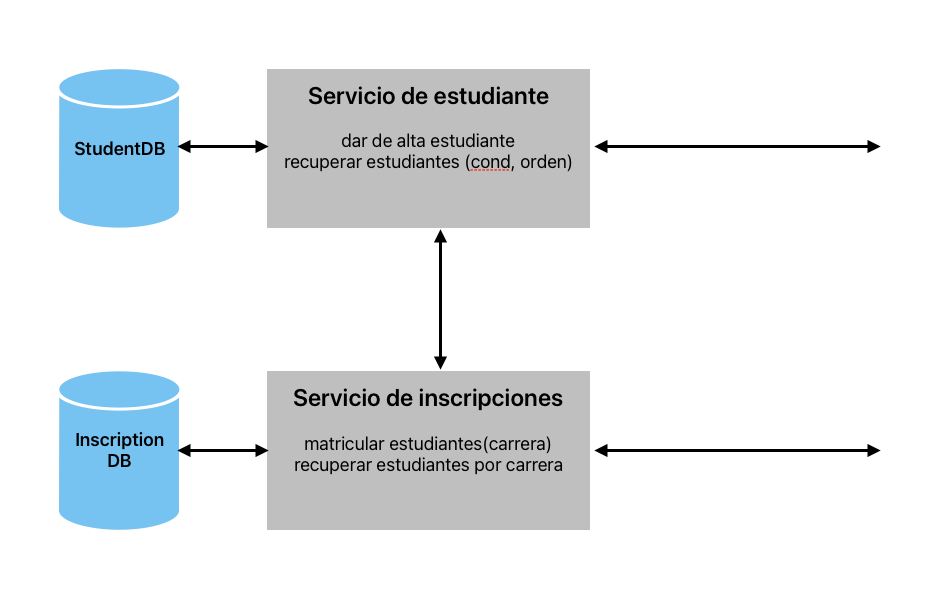 StudentDB
Servicio de estudiante
dar de alta estudiante
recuperar estudiantes (cond, orden)
Inscription
DB
Servicio de inscripciones
matricular estudiantes(carrera)
recuperar estudiantes por carrera